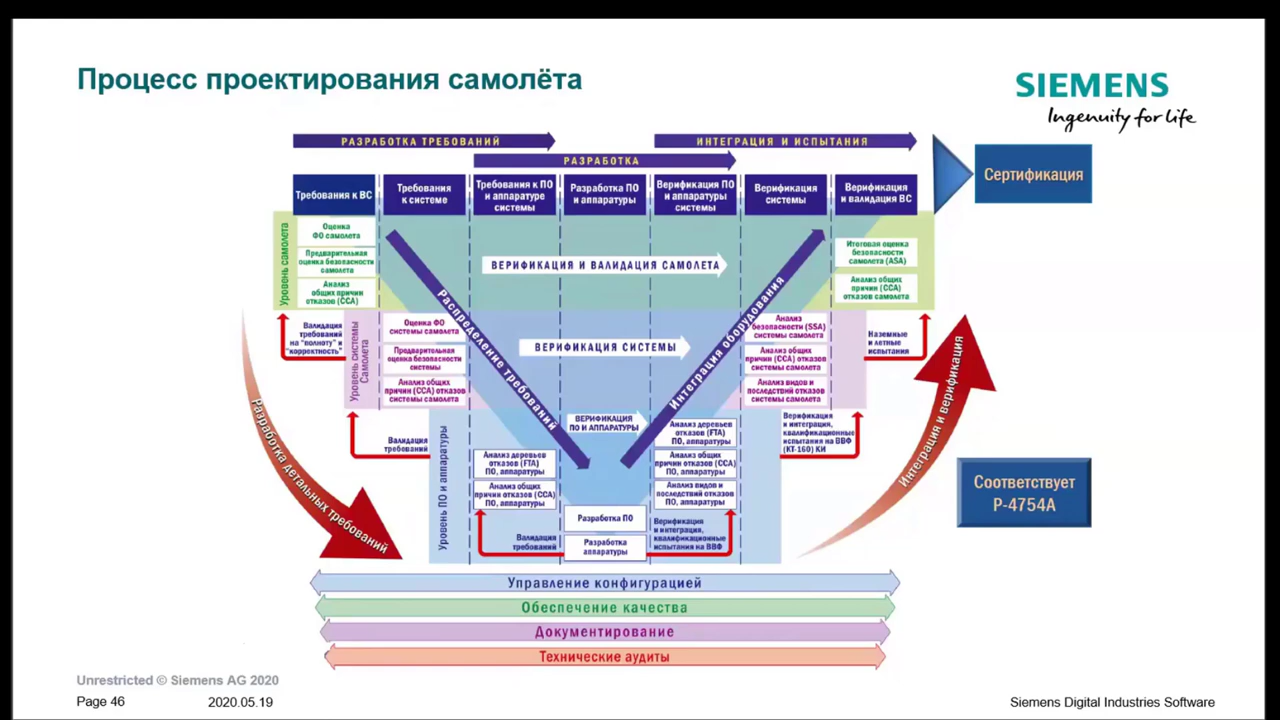 Процесс проектирования самолёта
SIEMENS
Ingenuity for life
РАЗРАБОТКА ТРЕБОВАНИЙ
ИНТЕГРАЦИЯ И ИСПЫТАНИЯ
РАЗРАБОТКА
Сертификация
Требования к ВС
Требования
к системе
Требования к ПО
и аппаратуре
системы
Разработка ПО
и аппаратуры
Верификация ПО
и аппаратуры
системы
Верификация
системы
Верификация
и валидация ВС
Уровень самолета
Оценка
ФО самолета
Предварительная
оценка безопасности
самолета
Анализ
общих причин
отказов (ССА)
ВЕРИФИКАЦИЯ И ВАЛИДАЦИЯ САМОЛЕТА
Итоговая оценка
безопасности
самолета (ASA)
Анализ общих
причин (ССА)
отказов самолета
Распределение требований
Интеграция оборудования
Валидация
требований
на "полноту" и
"корректность"
Уровень системы
Самолета
Оценка ФО
системы самолета
Предварительная
оценка безопасности
системы
Анализ общих
причин (ССА) отказов
системы самолета
ВЕРИФИКАЦИЯ СИСТЕМЫ
Анализ
безопасности (SSA)
системы самолета
Анализ общих
причин (ССА) отказов
системы самолета
Анализ видов и
последствий отказов
системы самолета
Наземные
и летные
испытания
Разработка детальных требований
Интеграция и верификация
Валидация
требований
Уровень ПО и аппаратуры
Анализ деревьев
отказов (FTA)
ПО, аппаратуры
Анализ общих
причин отказов (ССА)
ПО, аппаратуры
Валидация
требований
ВЕРИФИКАЦИЯ
ПО И АППАРАТУРЫ
Разработка ПО
Разработка
аппаратуры
Анализ деревьев
отказов (FTA)
ПО, аппаратуры
Анализ общих
причин отказов (ССА)
ПО, аппаратуры
Анализ видов и
последствий отказов
ПО, аппаратуры
Верификация
и интеграция,
квалификационные
испытания на ВВФ
Верификация
и интеграция,
квалификационные
испытания на ВВФ
(КТ-160) КИ
Соответствует
Р-4754А
Управление конфигурацией
Обеспечение качества
Документирование
Технические аудиты
Unrestricted © Siemens AG 2020
Page 46
2020.05.19
Siemens Digital Industries Software